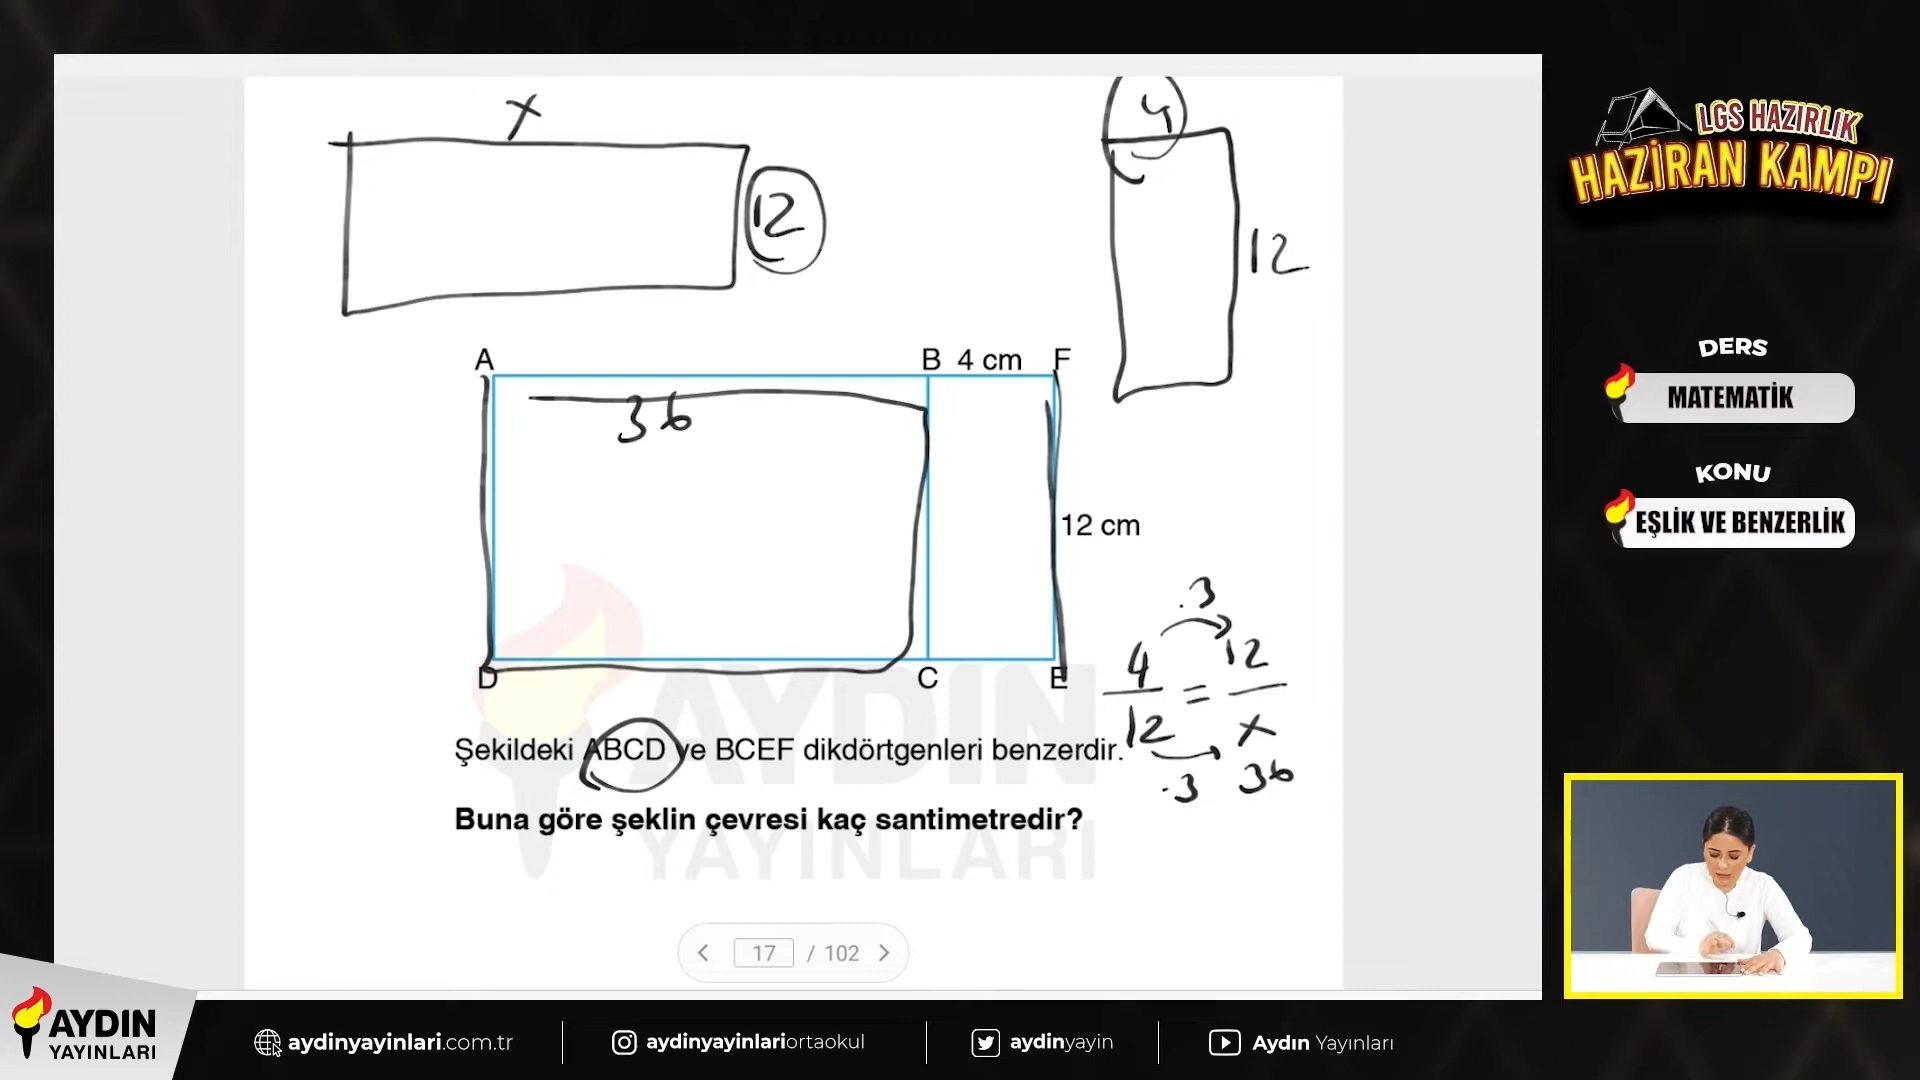 x
12
4
12
A
B 4 cm F
36
12 cm
D
C
E
.3
4
12
=
12
x
.3
36
Şekildeki ABCD ve BCEF dikdörtgenleri benzerdir.
Buna göre şeklin çevresi kaç santimetredir?
AYDIN
YAYINLARI
17 / 102
LGS HAZIRLIK
HAZİRAN KAMPI
DERS
MATEMATİK
KONU
EŞLİK VE BENZERLİK
AYDIN
YAYINLARI
aydinyayinlari.com.tr
aydinyayinlariortaokul
aydinyayin
Aydın Yayınları